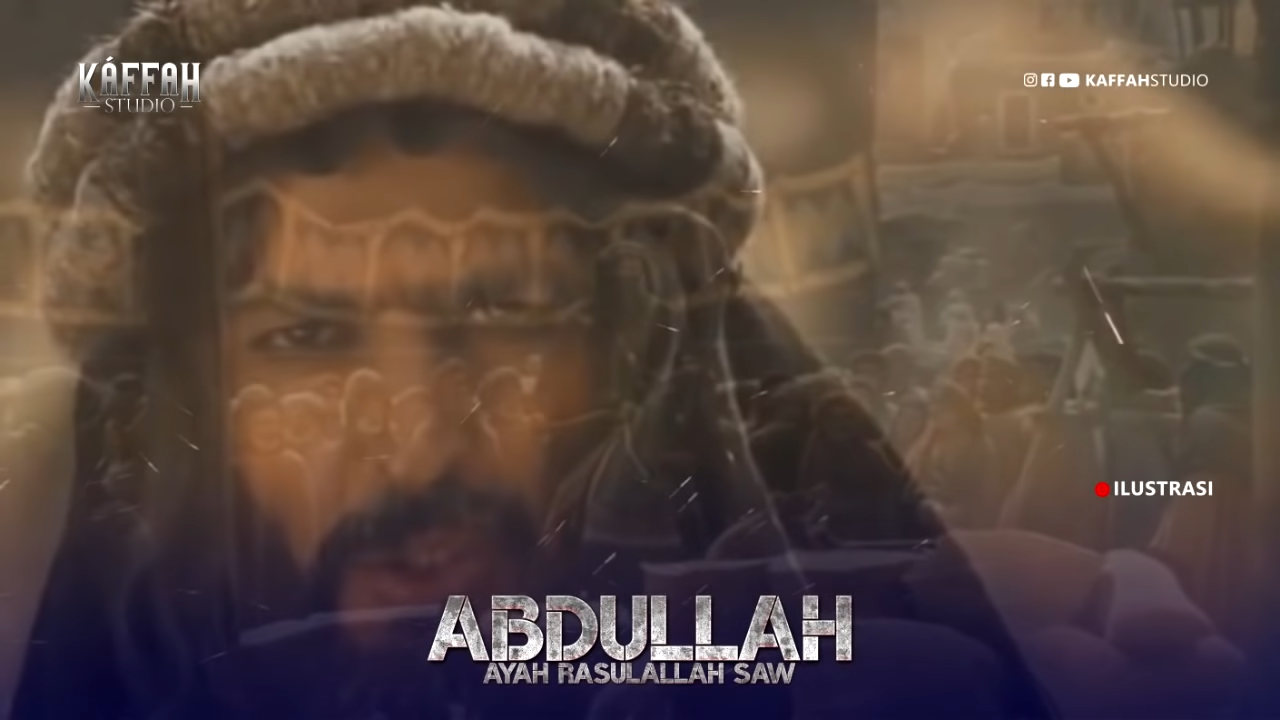 KÁFFAH
STUDIO
KAFFAHSTUDIO
ILUSTRASI
ABDULLAH
AYAH RASULALLAH SAW